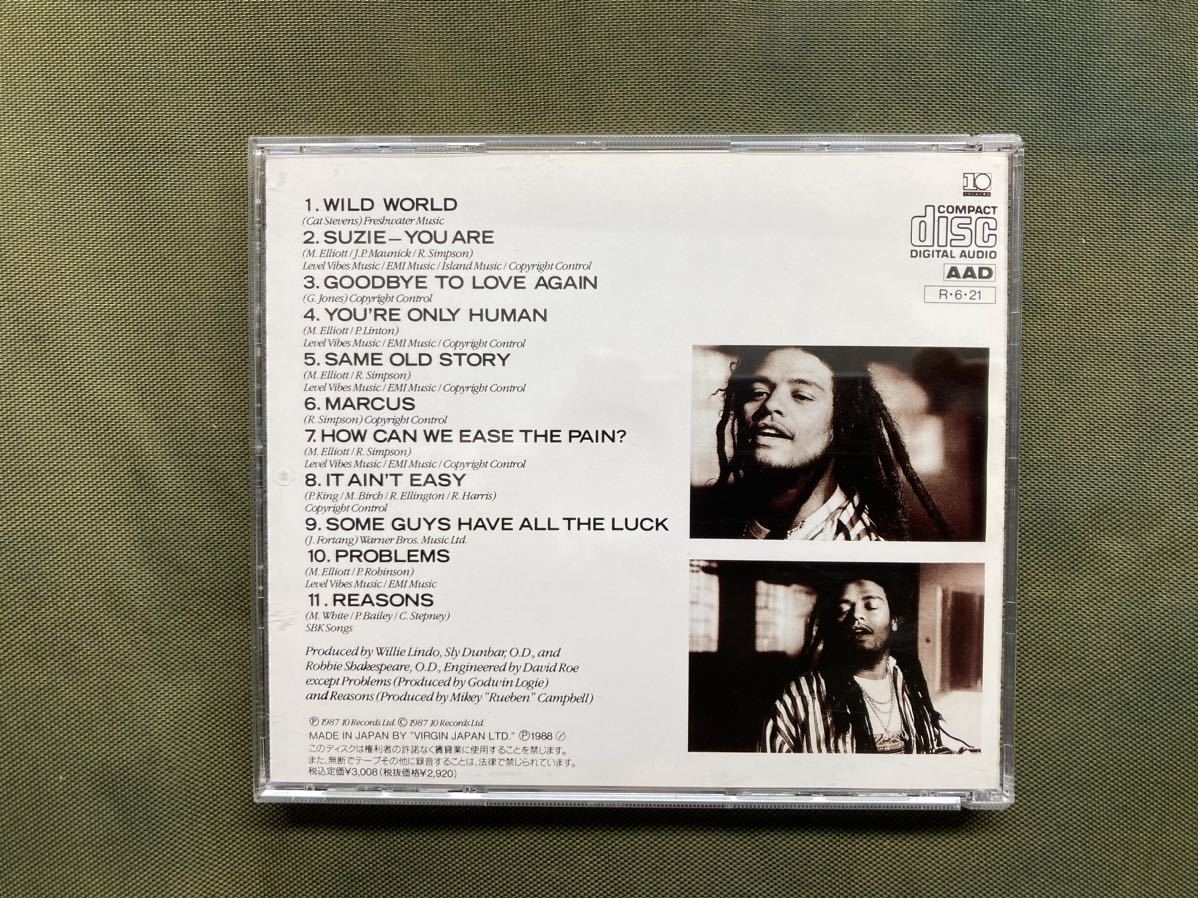 1. WILD WORLD
(Cat Stevens) Freshwater Music
2. SUZIE—YOU ARE
(M. Elliott / J.P. Maunick / R. Simpson)
Level Vibes Music / EMI Music / Island Music / Copyright Control
3. GOODBYE TO LOVE AGAIN
(G. Jones) Copyright Control
4. YOU'RE ONLY HUMAN
(M. Elliott / P. Linton)
Level Vibes Music / EMI Music / Copyright Control
5. SAME OLD STORY
(M. Elliott / R. Simpson)
Level Vibes Music / EMI Music / Copyright Control
6. MARCUS
(R. Simpson) Copyright Control
7. HOW CAN WE EASE THE PAIN?
(M. Elliott / R. Simpson)
Level Vibes Music / EMI Music / Copyright Control
8. IT AIN'T EASY
(P. King / M. Birch / R. Ellington / R. Harris)
Copyright Control
9. SOME GUYS HAVE ALL THE LUCK
(J. Fortang) Warner Bros. Music Ltd.
10. PROBLEMS
(M. Elliott / P. Robinson)
Level Vibes Music / EMI Music
11. REASONS
(M. White / P. Bailey / C. Stepney)
SBK Songs
Produced by Willie Lindo, Sly Dunbar, O.D., and
Robbie Shakespeare, O.D., Engineered by David Roe
except Problems (Produced by Godwin Logie)
and Reasons (Produced by Mikey "Rueben" Campbell)
Ⓟ 1987 10 Records Ltd. © 1987 10 Records Ltd.
MADE IN JAPAN BY "VIRGIN JAPAN LTD." Ⓟ1988
このディスクは権利者の許諾なく賃貸業に使用することを禁じます。
また、無断でテープその他に録音することは、法律で禁じられています。
税込定価¥3,008(税抜価格¥2,920)
10
COMPACT
disc
DIGITAL AUDIO
AAD
R・6・21